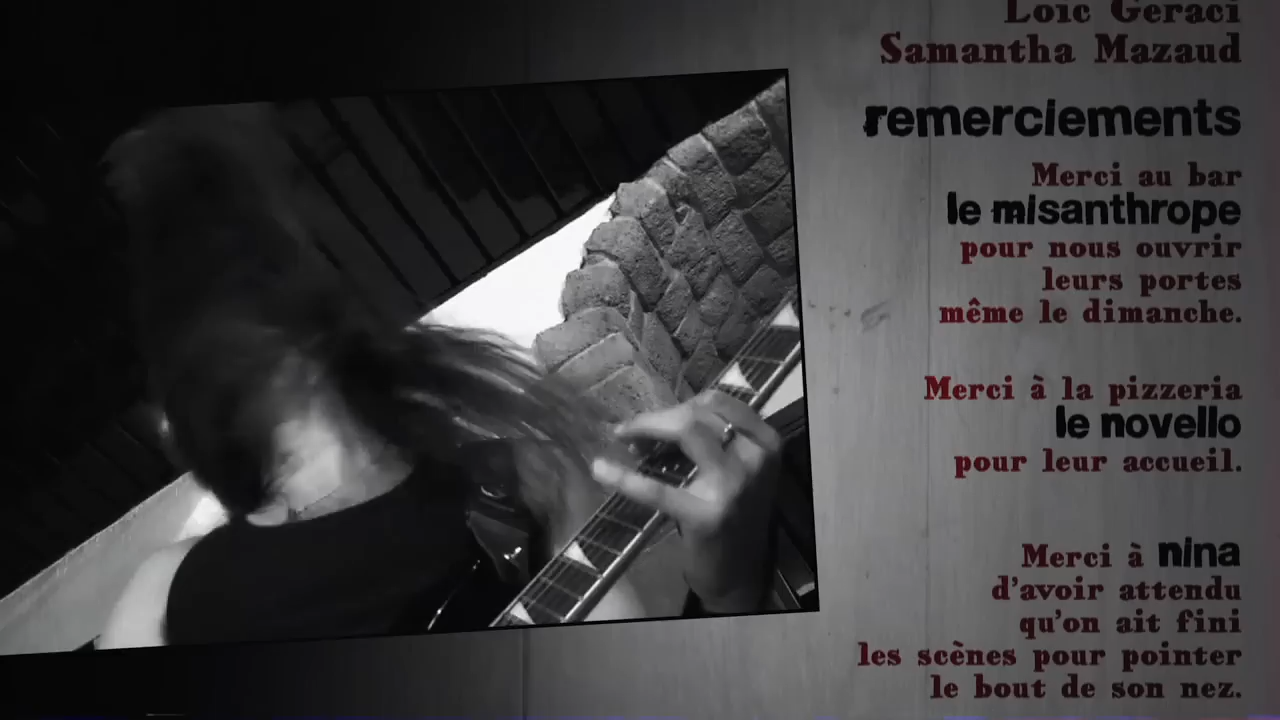 Loïc Geraci
Samantha Mazaud
remerciements
Merci au bar
le misanthrope
pour nous ouvrir
leurs portes
même le dimanche.
Merci à la pizzeria
le novello
pour leur accueil.
Merci à nina
d'avoir attendu
qu'on ait fini
les scènes pour pointer
le bout de son nez.